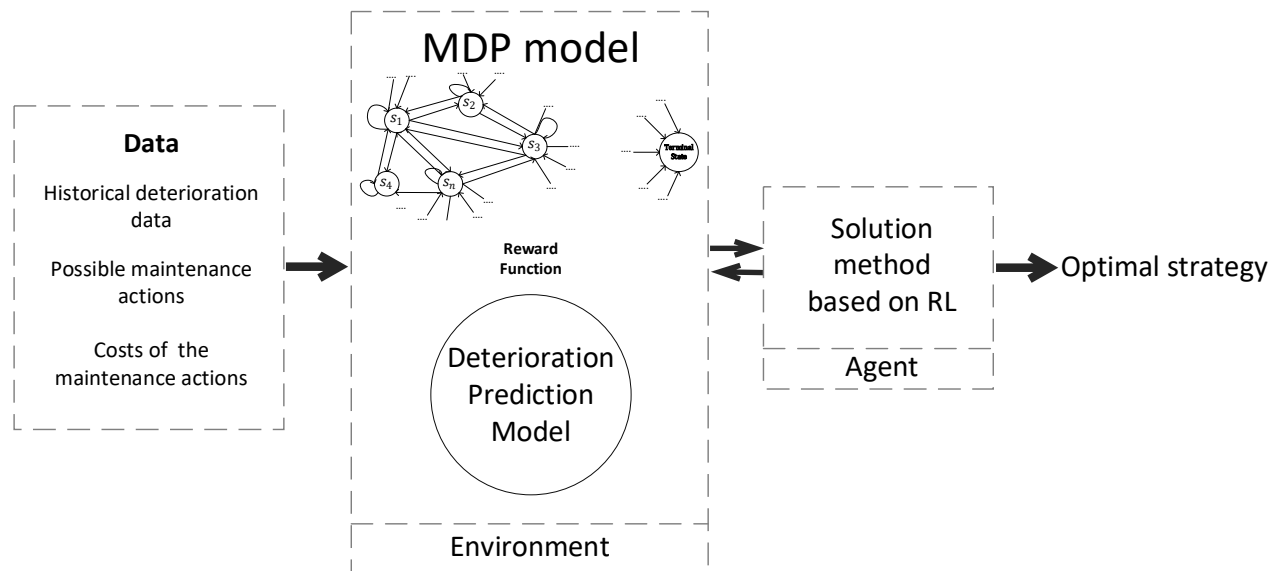 Data
Historical deterioration
data
Possible maintenance
actions
Costs of the
maintenance actions
MDP model
....
....
....
....
s₁
s₂
....
s₃
....
s₄
sₙ
....
....
....
....
....
....
....
....
....
Terminal
State
....
....
Reward
Function
Deterioration
Prediction
Model
Environment
Solution
method
based on RL
Agent
Optimal strategy